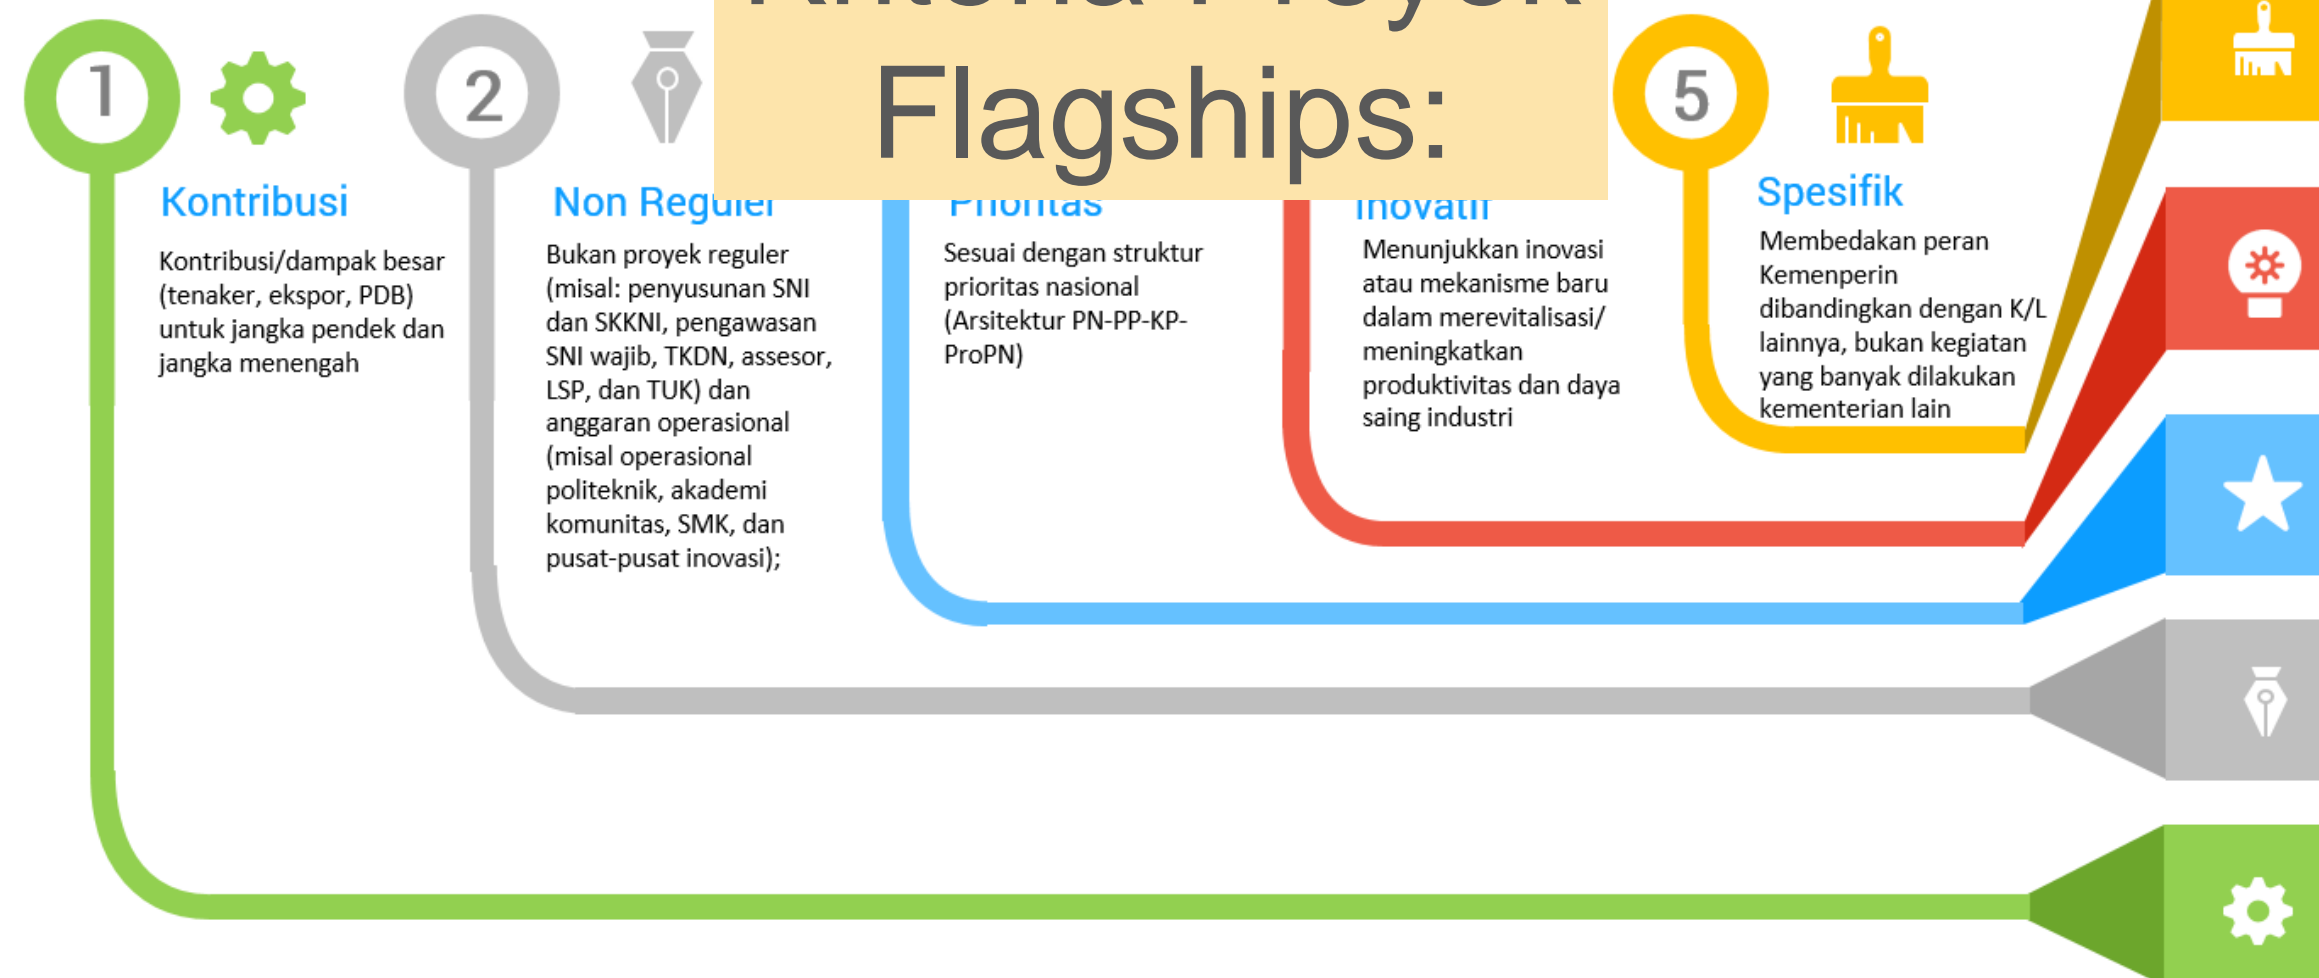 Kriteria Proyek
Flagships:
1
Kontribusi
Kontribusi/dampak besar
(tenaker, ekspor, PDB)
untuk jangka pendek dan
jangka menengah
2
Non Reguler
Bukan proyek reguler
(misal: penyusunan SNI
dan SKKNI, pengawasan
SNI wajib, TKDN, assesor,
LSP, dan TUK) dan
anggaran operasional
(misal operasional
politeknik, akademi
komunitas, SMK, dan
pusat-pusat inovasi);
Prioritas
Sesuai dengan struktur
prioritas nasional
(Arsitektur PN-PP-KP-
ProPN)
Inovatif
Menunjukkan inovasi
atau mekanisme baru
dalam merevitalisasi/
meningkatkan
produktivitas dan daya
saing industri
5
Spesifik
Membedakan peran
Kemenperin
dibandingkan dengan K/L
lainnya, bukan kegiatan
yang banyak dilakukan
kementerian lain